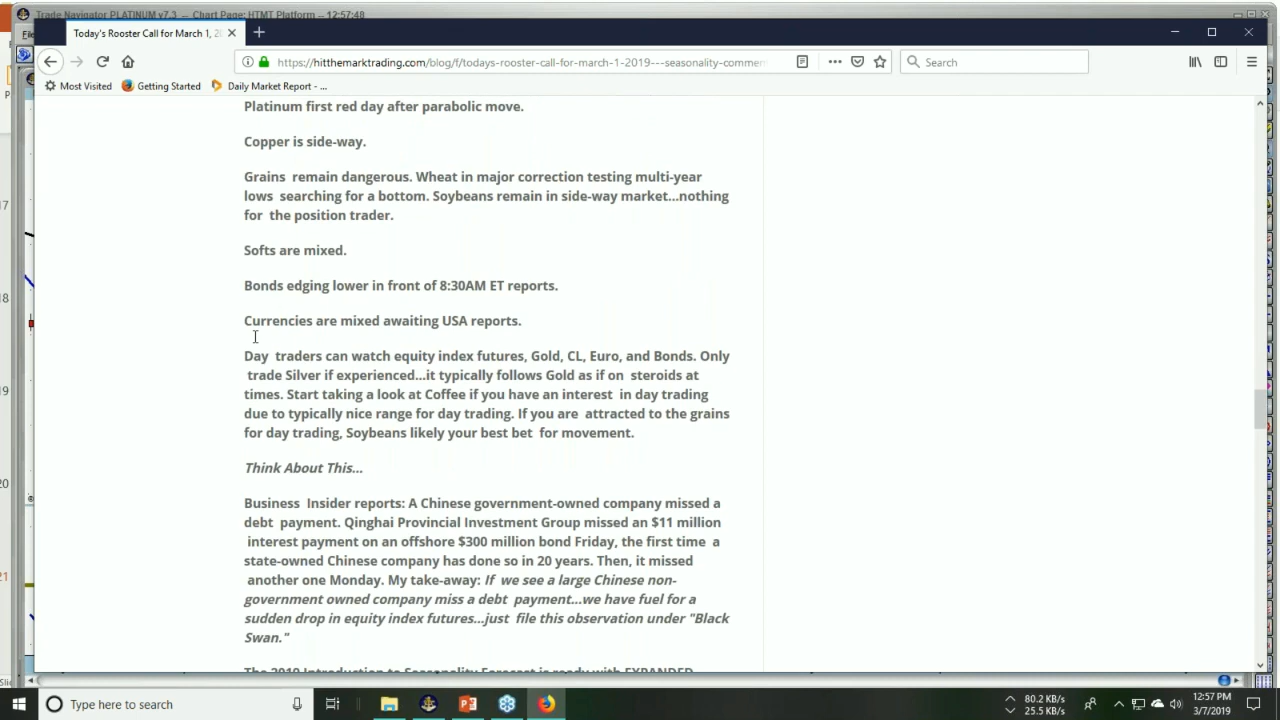 Trade Navigator PLATINUM v7.3 -- Chart Page: HTMT Platform -- 12:57:48
Today's Rooster Call for March 1, 2
https://hitthemarktrading.com/blog/f/todays-rooster-call-for-march-1-2019---seasonality-commen
Search
Most Visited
Getting Started
Daily Market Report - ...
Platinum first red day after parabolic move.
Copper is side-way.
Grains remain dangerous. Wheat in major correction testing multi-year
lows searching for a bottom. Soybeans remain in side-way market...nothing
for the position trader.
Softs are mixed.
Bonds edging lower in front of 8:30AM ET reports.
Currencies are mixed awaiting USA reports.
Day traders can watch equity index futures, Gold, CL, Euro, and Bonds. Only
trade Silver if experienced...it typically follows Gold as if on steroids at
times. Start taking a look at Coffee if you have an interest in day trading
due to typically nice range for day trading. If you are attracted to the grains
for day trading, Soybeans likely your best bet for movement.
Think About This...
Business Insider reports: A Chinese government-owned company missed a
debt payment. Qinghai Provincial Investment Group missed an $11 million
interest payment on an offshore $300 million bond Friday, the first time a
state-owned Chinese company has done so in 20 years. Then, it missed
another one Monday. My take-away: If we see a large Chinese non-
government owned company miss a debt payment...we have fuel for a
sudden drop in equity index futures...just file this observation under "Black
Swan."
The 2019 Introduction to Seasonality Forecast is ready with EXPANDED
Type here to search
80.2 KB/s
25.5 KB/s
12:57 PM
3/7/2019